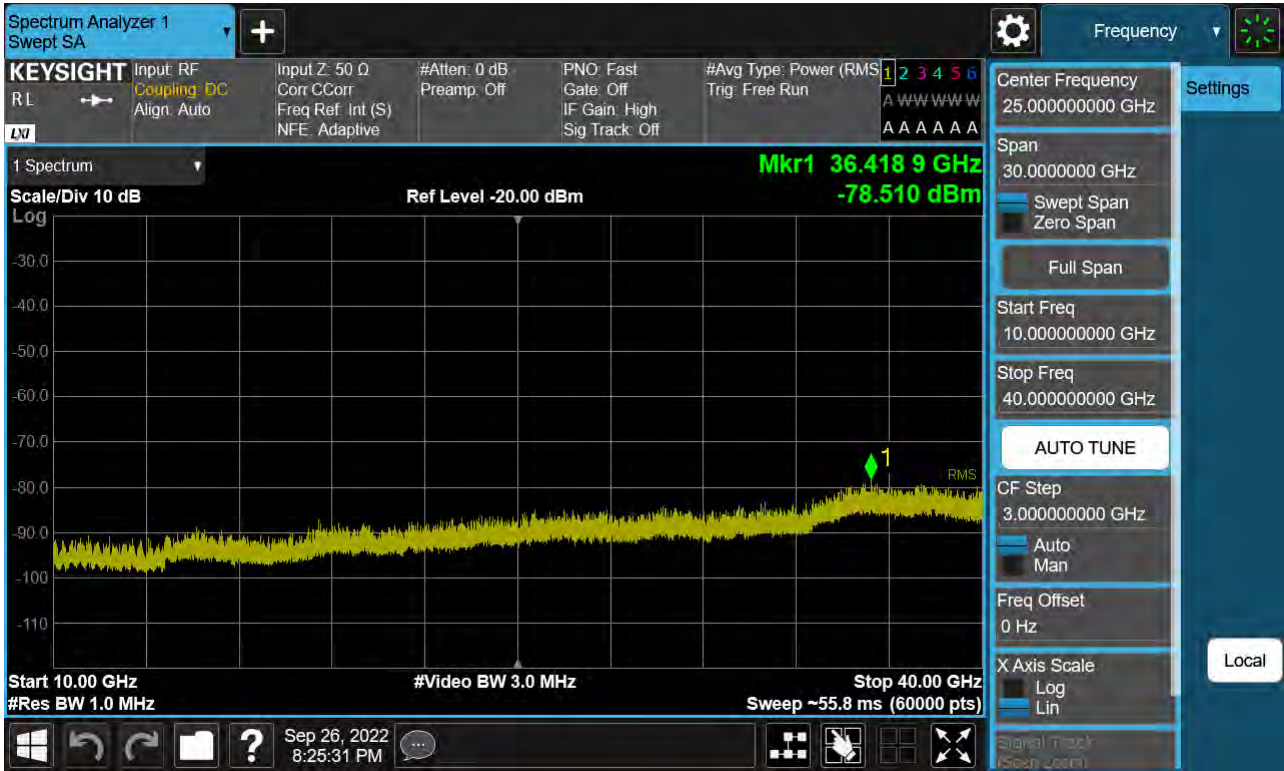 Spectrum Analyzer 1
Swept SA
Frequency
KEYSIGHT
R L
LXI
Input: RF
Coupling: DC
Align: Auto
Input Z: 50 Ω
Corr CCorr
Freq Ref: Int (S)
NFE: Adaptive
#Atten: 0 dB
Preamp: Off
PNO: Fast
Gate: Off
IF Gain: High
Sig Track: Off
#Avg Type: Power (RMS
Trig: Free Run
1 2 3 4 5 6
A W W W W W
A A A A A A
1 Spectrum
Scale/Div 10 dB
Log
Ref Level -20.00 dBm
Mkr1 36.418 9 GHz
-78.510 dBm
-30.0
-40.0
-50.0
-60.0
-70.0
-80.0
-90.0
-100
-110
1
RMS
Start 10.00 GHz
#Video BW 3.0 MHz
Stop 40.00 GHz
#Res BW 1.0 MHz
Sweep ~55.8 ms (60000 pts)
Center Frequency
25.000000000 GHz
Settings
Span
30.0000000 GHz
Swept Span
Zero Span
Full Span
Start Freq
10.000000000 GHz
Stop Freq
40.000000000 GHz
AUTO TUNE
CF Step
3.000000000 GHz
Auto
Man
Freq Offset
0 Hz
X Axis Scale
Log
Lin
Local
Signal Track
(Span Zoom)
?
Sep 26, 2022
8:25:31 PM